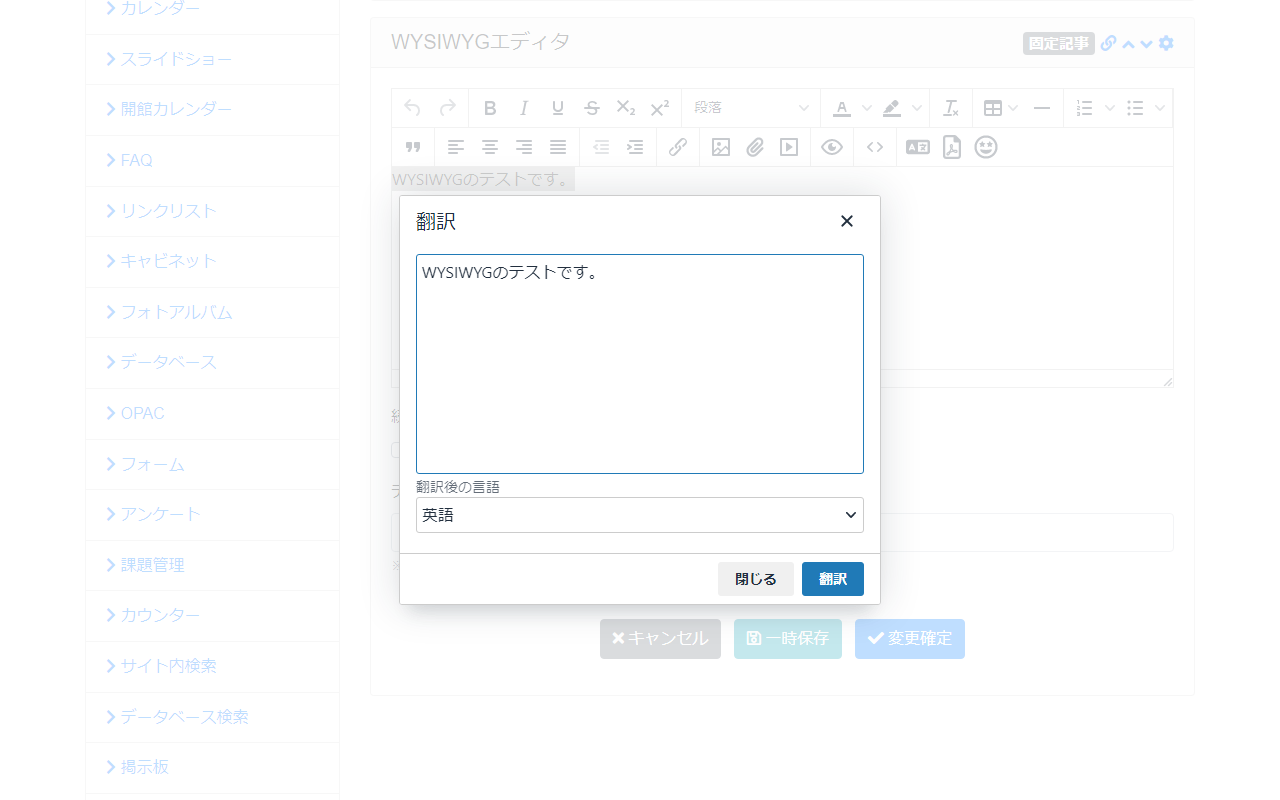 カレンダー
スライドショー
開館カレンダー
FAQ
リンクリスト
キャビネット
フォトアルバム
データベース
OPAC
フォーム
アンケート
課題管理
カウンター
サイト内検索
データベース検索
掲示板
WYSIWYGエディタ
固定記事
段落
WYSIWYGのテストです。
翻訳
WYSIWYGのテストです。
翻訳後の言語
英語
閉じる
翻訳
キャンセル
一時保存
変更確定